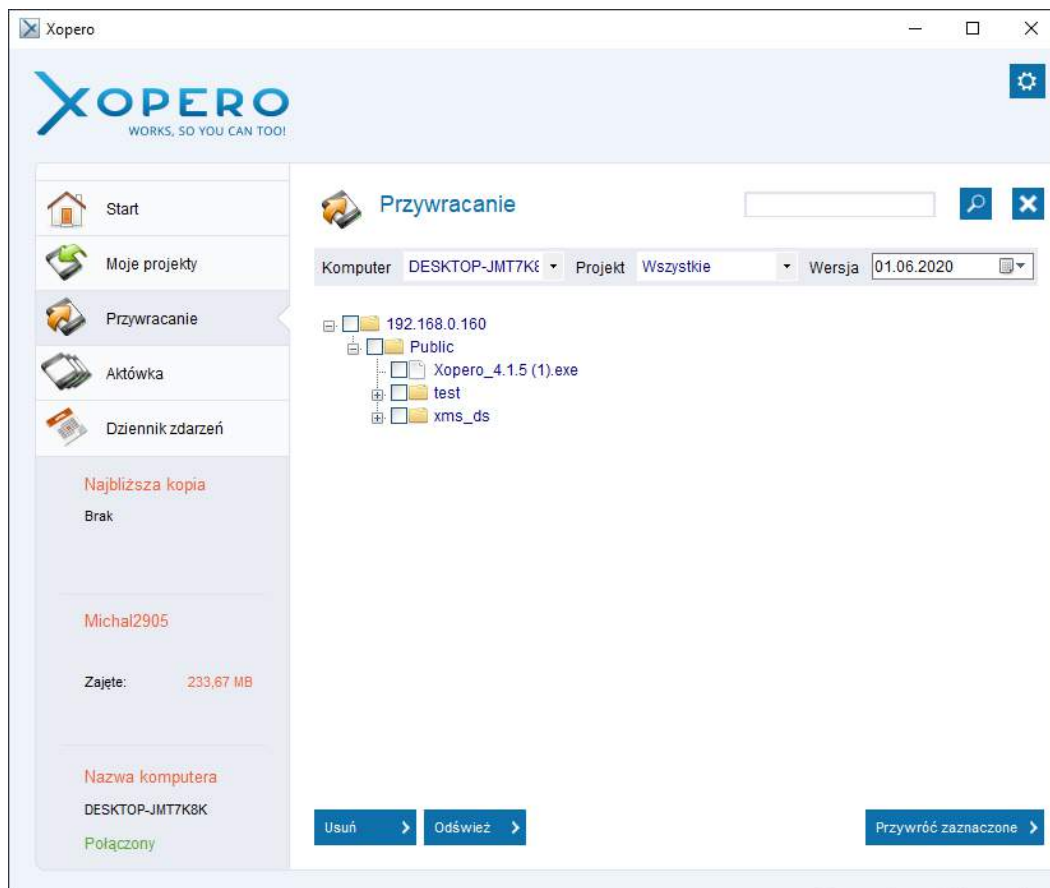 Xopero
XOPERO
WORKS, SO YOU CAN TOO!
Start
Moje projekty
Przywracanie
Aktówka
Dziennik zdarzeń
Najbliższa kopia
Brak
Michal2905
Zajęte: 233,67 MB
Nazwa komputera
DESKTOP-JMT7K8K
Połączony
Przywracanie
Komputer DESKTOP-JMT7K8 Projekt Wszystkie Wersja 01.06.2020
192.168.0.160
Public
Xopero_4.1.5 (1).exe
test
xms_ds
Usuń Odśwież Przywróć zaznaczone